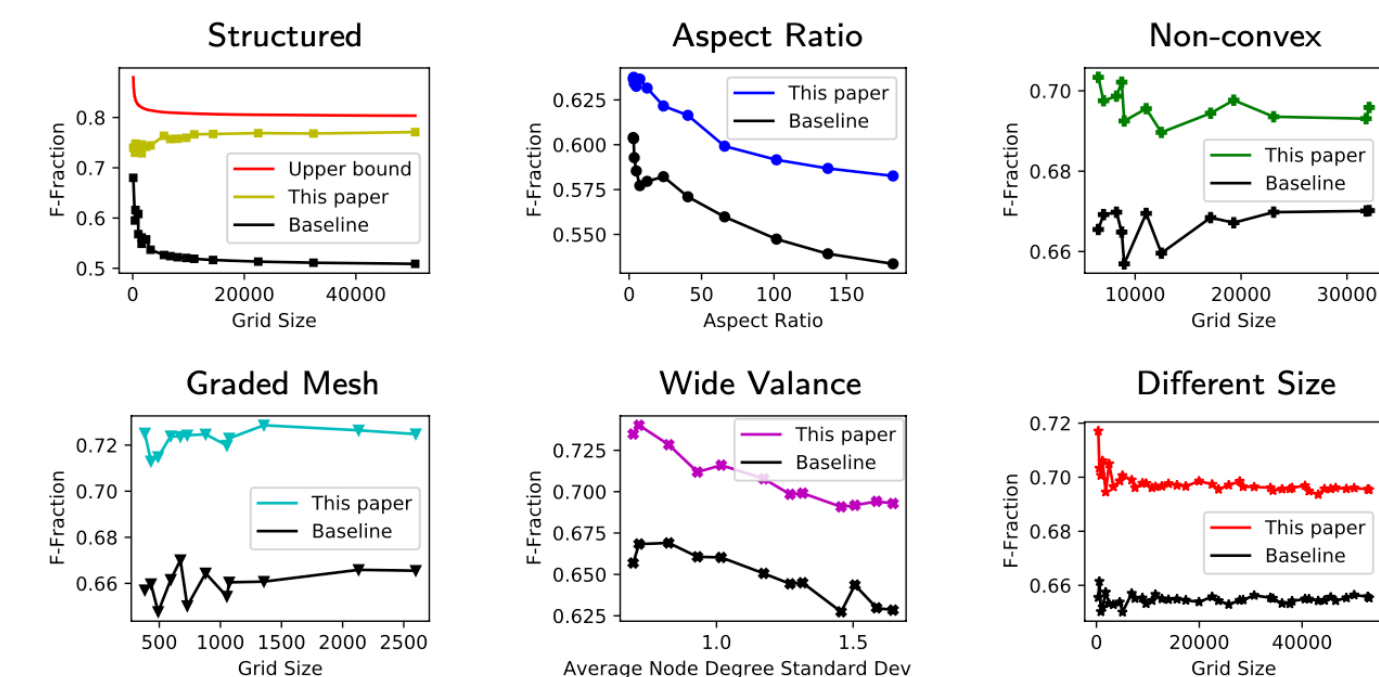 Structured
F-Fraction
0.8
0.7
0.6
0.5
Upper bound
This paper
Baseline
0 20000 40000
Grid Size
Aspect Ratio
F-Fraction
0.625
0.600
0.575
0.550
This paper
Baseline
0 50 100 150
Aspect Ratio
Non-convex
F-Fraction
0.70
0.68
0.66
This paper
Baseline
10000 20000 30000
Grid Size
Graded Mesh
F-Fraction
0.72
0.70
0.68
0.66
This paper
Baseline
500 1000 1500 2000 2500
Grid Size
Wide Valance
F-Fraction
0.725
0.700
0.675
0.650
0.625
This paper
Baseline
1.0 1.5
Average Node Degree Standard Dev
Different Size
F-Fraction
0.72
0.70
0.68
0.66
This paper
Baseline
0 20000 40000
Grid Size